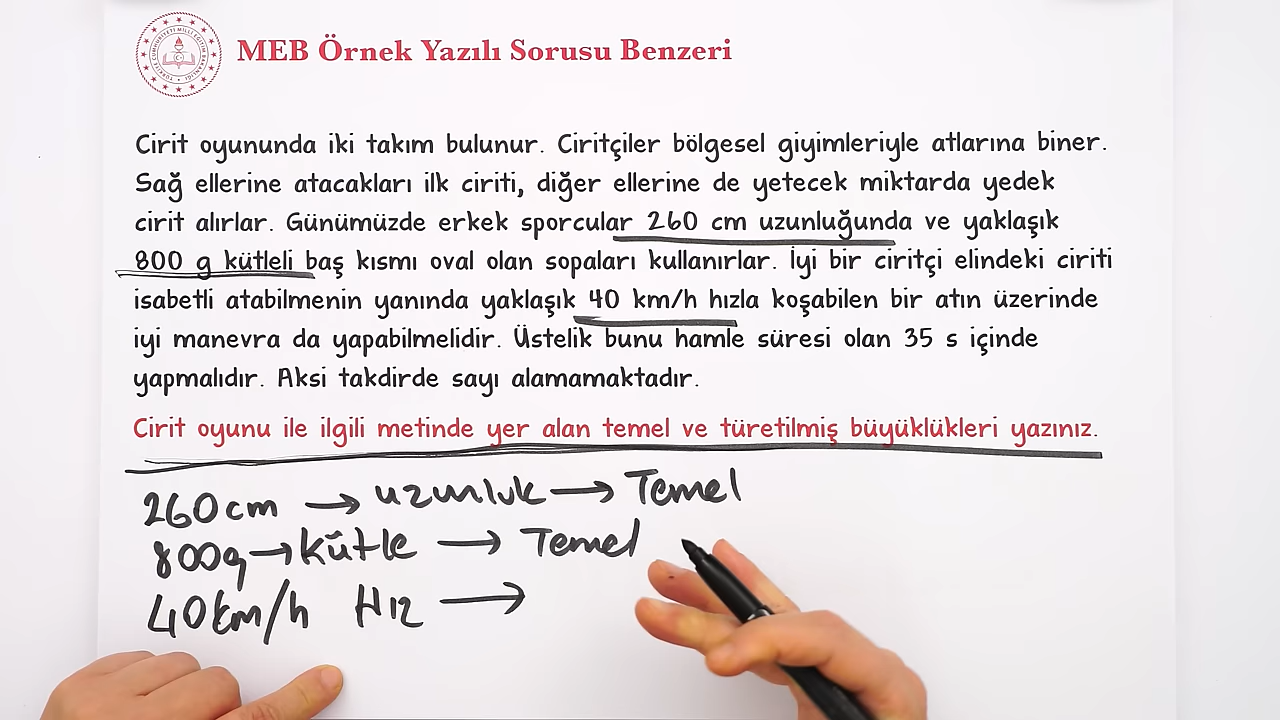 MEB Örnek Yazılı Sorusu Benzeri
Cirit oyununda iki takım bulunur. Ciritçiler bölgesel giyimleriyle atlarına biner.
Sağ ellerine atacakları ilk ciriti, diğer ellerine de yetecek miktarda yedek
cirit alırlar. Günümüzde erkek sporcular 260 cm uzunluğunda ve yaklaşık
800 g kütleli baş kısmı oval olan sopaları kullanırlar. İyi bir ciritçi elindeki ciriti
isabetli atabilmenin yanında yaklaşık 40 km/h hızla koşabilen bir atın üzerinde
iyi manevra da yapabilmelidir. Üstelik bunu hamle süresi olan 35 s içinde
yapmalıdır. Aksi takdirde sayı alamamaktadır.
Cirit oyunu ile ilgili metinde yer alan temel ve türetilmiş büyüklükleri yazınız.
260cm → uzunluk → Temel
800g → Kütle → Temel
40km/h Hız →